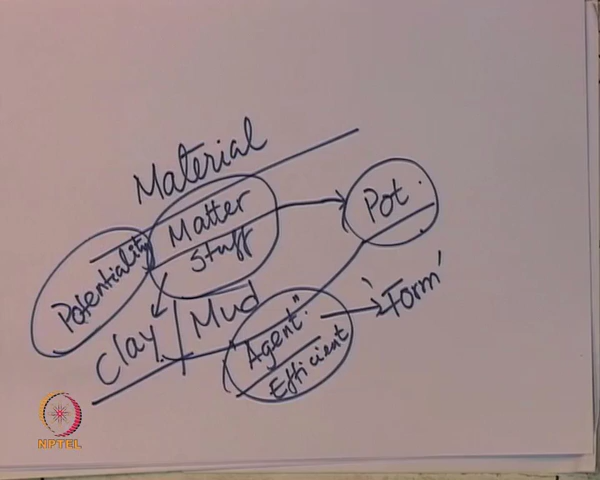 Material
Matter
Stuff
Pot.
Potentiality
Clay / Mud
Agent"
Efficient
'Form'
NPTEL